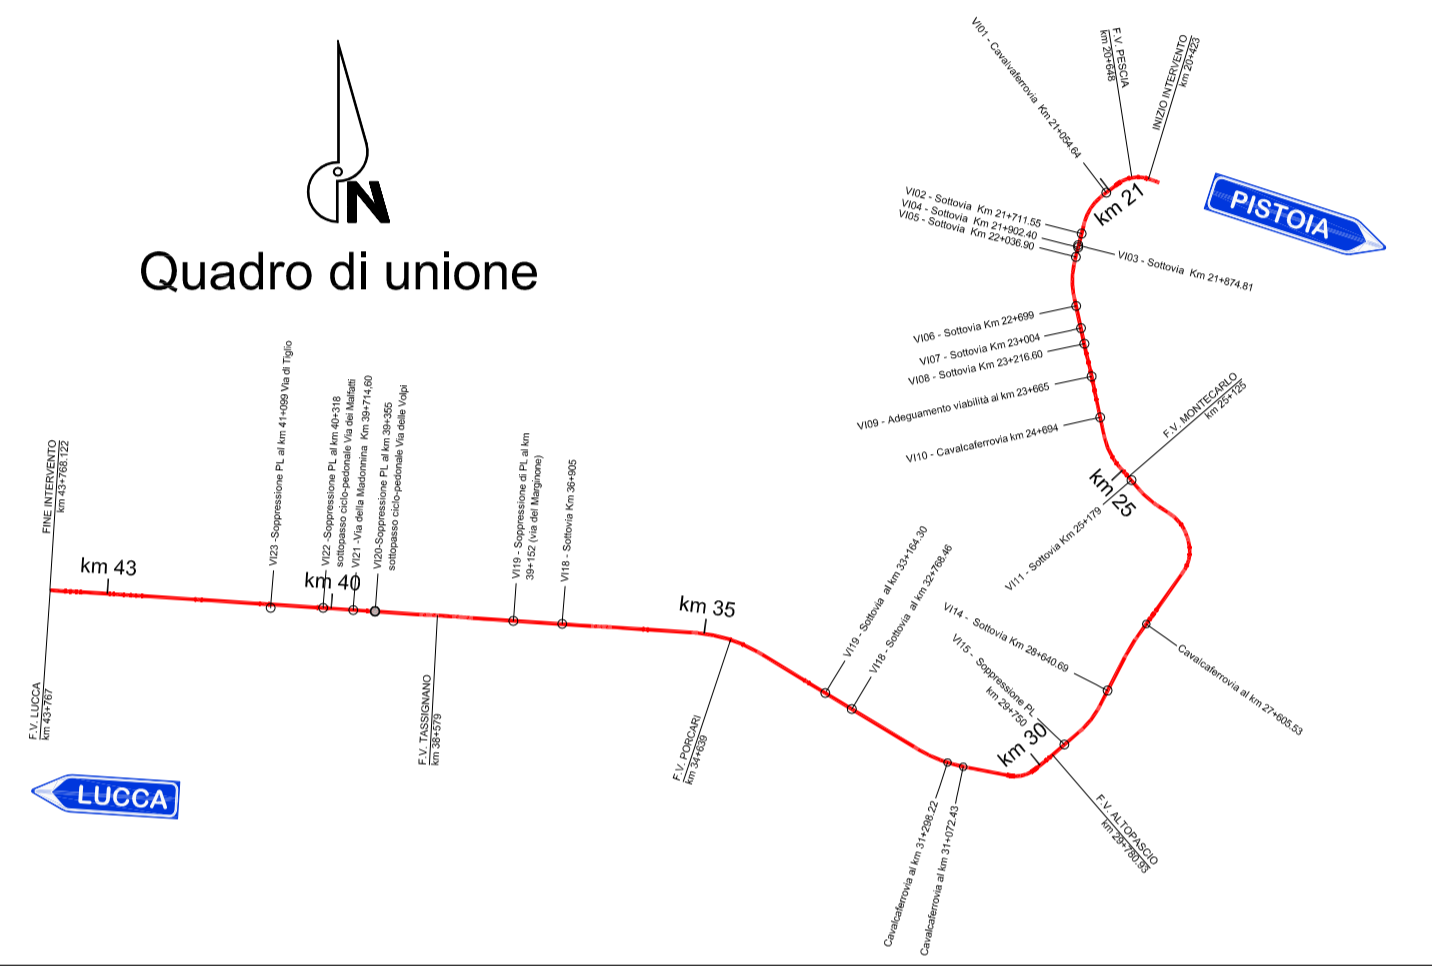 N
Quadro di unione
VI01 - Cavalvaferrovia Km 21+054.64
F.V. PESCIA
km 20+648
INIZIO INTERVENTO
km 20+423
PISTOIA
km 21
VI02 - Sottovia Km 21+711.55
VI04 - Sottovia Km 21+902.40
VI05 - Sottovia Km 22+036.90
VI03 - Sottovia Km 21+874.81
VI06 - Sottovia Km 22+699
VI07 - Sottovia Km 23+004
VI08 - Sottovia Km 23+216.60
VI09 - Adeguamento viabilità al km 23+665
VI10 - Cavalcaferrovia km 24+694
F.V. MONTECARLO
km 25+125
km 25
VI11 - Sottovia Km 25+179
Cavalcaferrovia al km 27+605.53
VI14 - Sottovia Km 28+640.69
VI15 - Soppressione PL
km 29+750
km 30
F.V. ALTOPASCIO
km 29+780.93
Cavalcaferrovia al km 31+072.43
Cavalcaferrovia al km 31+298.22
VI18 - Sottovia al km 32+768.46
VI19 - Sottovia al km 33+164.30
F.V. PORCARI
km 34+639
km 35
VI18 - Sottovia Km 36+905
VI19 - Soppressione di PL al km
39+152 (via del Marginone)
F.V. TASSIGNANO
km 38+579
VI20-Soppressione PL al km 39+355
sottopasso ciclo-pedonale Via delle Volpi
VI21 -Via della Madonnina Km 39+714,60
VI22 -Soppressione PL al km 40+318
sottopasso ciclo-pedonale Via dei Malfatti
km 40
VI23 -Soppressione PL al km 41+099 Via di Tiglio
km 43
FINE INTERVENTO
km 43+768.122
F.V. LUCCA
km 43+767
LUCCA